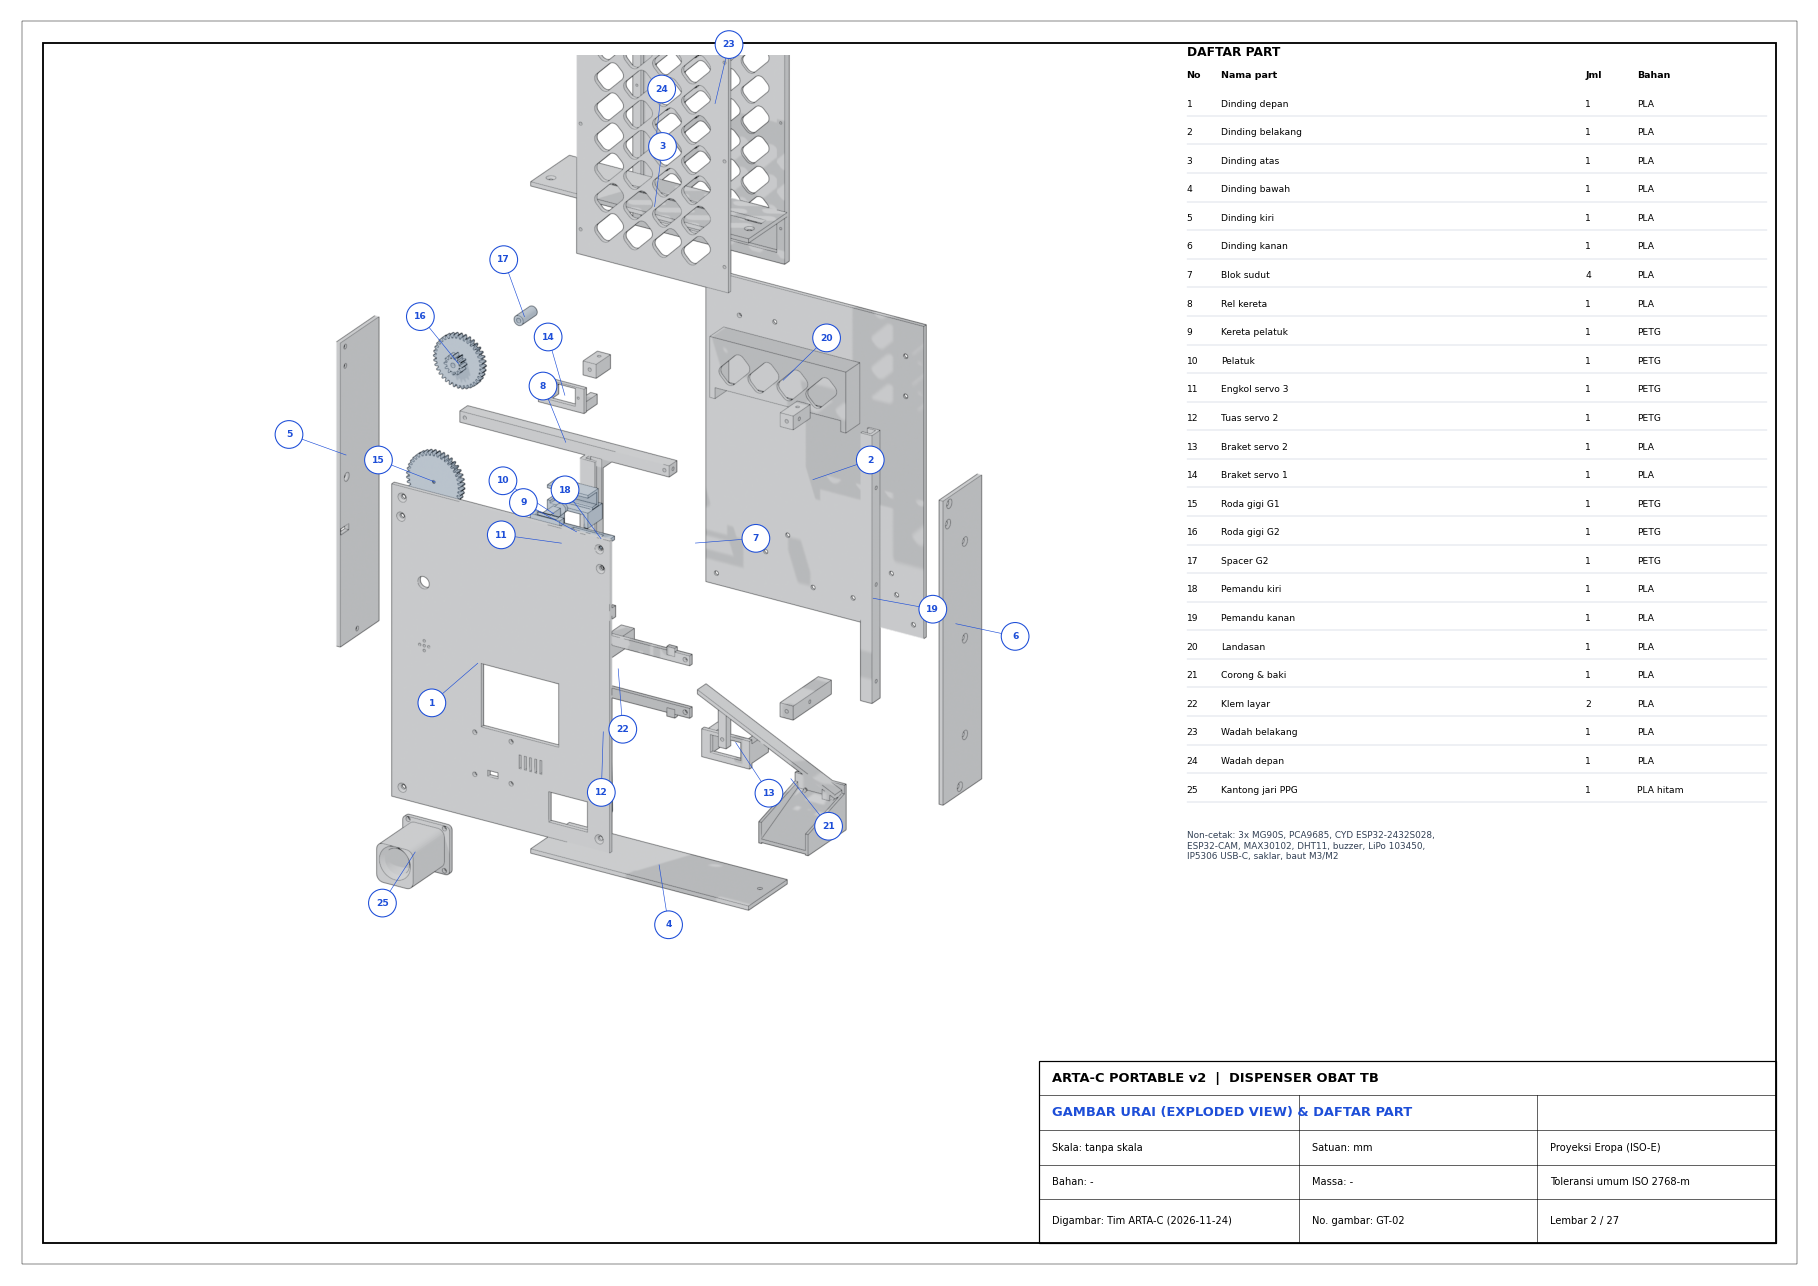 23
24
3
17
16
14
20
8
5
15
10
18
2
9
11
7
19
6
1
22
12
13
21
25
4
DAFTAR PART
No Nama part Jml Bahan
1 Dinding depan 1 PLA
2 Dinding belakang 1 PLA
3 Dinding atas 1 PLA
4 Dinding bawah 1 PLA
5 Dinding kiri 1 PLA
6 Dinding kanan 1 PLA
7 Blok sudut 4 PLA
8 Rel kereta 1 PLA
9 Kereta pelatuk 1 PETG
10 Pelatuk 1 PETG
11 Engkol servo 3 1 PETG
12 Tuas servo 2 1 PETG
13 Braket servo 2 1 PLA
14 Braket servo 1 1 PLA
15 Roda gigi G1 1 PETG
16 Roda gigi G2 1 PETG
17 Spacer G2 1 PETG
18 Pemandu kiri 1 PLA
19 Pemandu kanan 1 PLA
20 Landasan 1 PLA
21 Corong & baki 1 PLA
22 Klem layar 2 PLA
23 Wadah belakang 1 PLA
24 Wadah depan 1 PLA
25 Kantong jari PPG 1 PLA hitam
Non-cetak: 3x MG90S, PCA9685, CYD ESP32-2432S028,
ESP32-CAM, MAX30102, DHT11, buzzer, LiPo 103450,
IP5306 USB-C, saklar, baut M3/M2
ARTA-C PORTABLE v2 | DISPENSER OBAT TB
GAMBAR URAI (EXPLODED VIEW) & DAFTAR PART
Skala: tanpa skala Satuan: mm Proyeksi Eropa (ISO-E)
Bahan: - Massa: - Toleransi umum ISO 2768-m
Digambar: Tim ARTA-C (2026-11-24) No. gambar: GT-02 Lembar 2 / 27